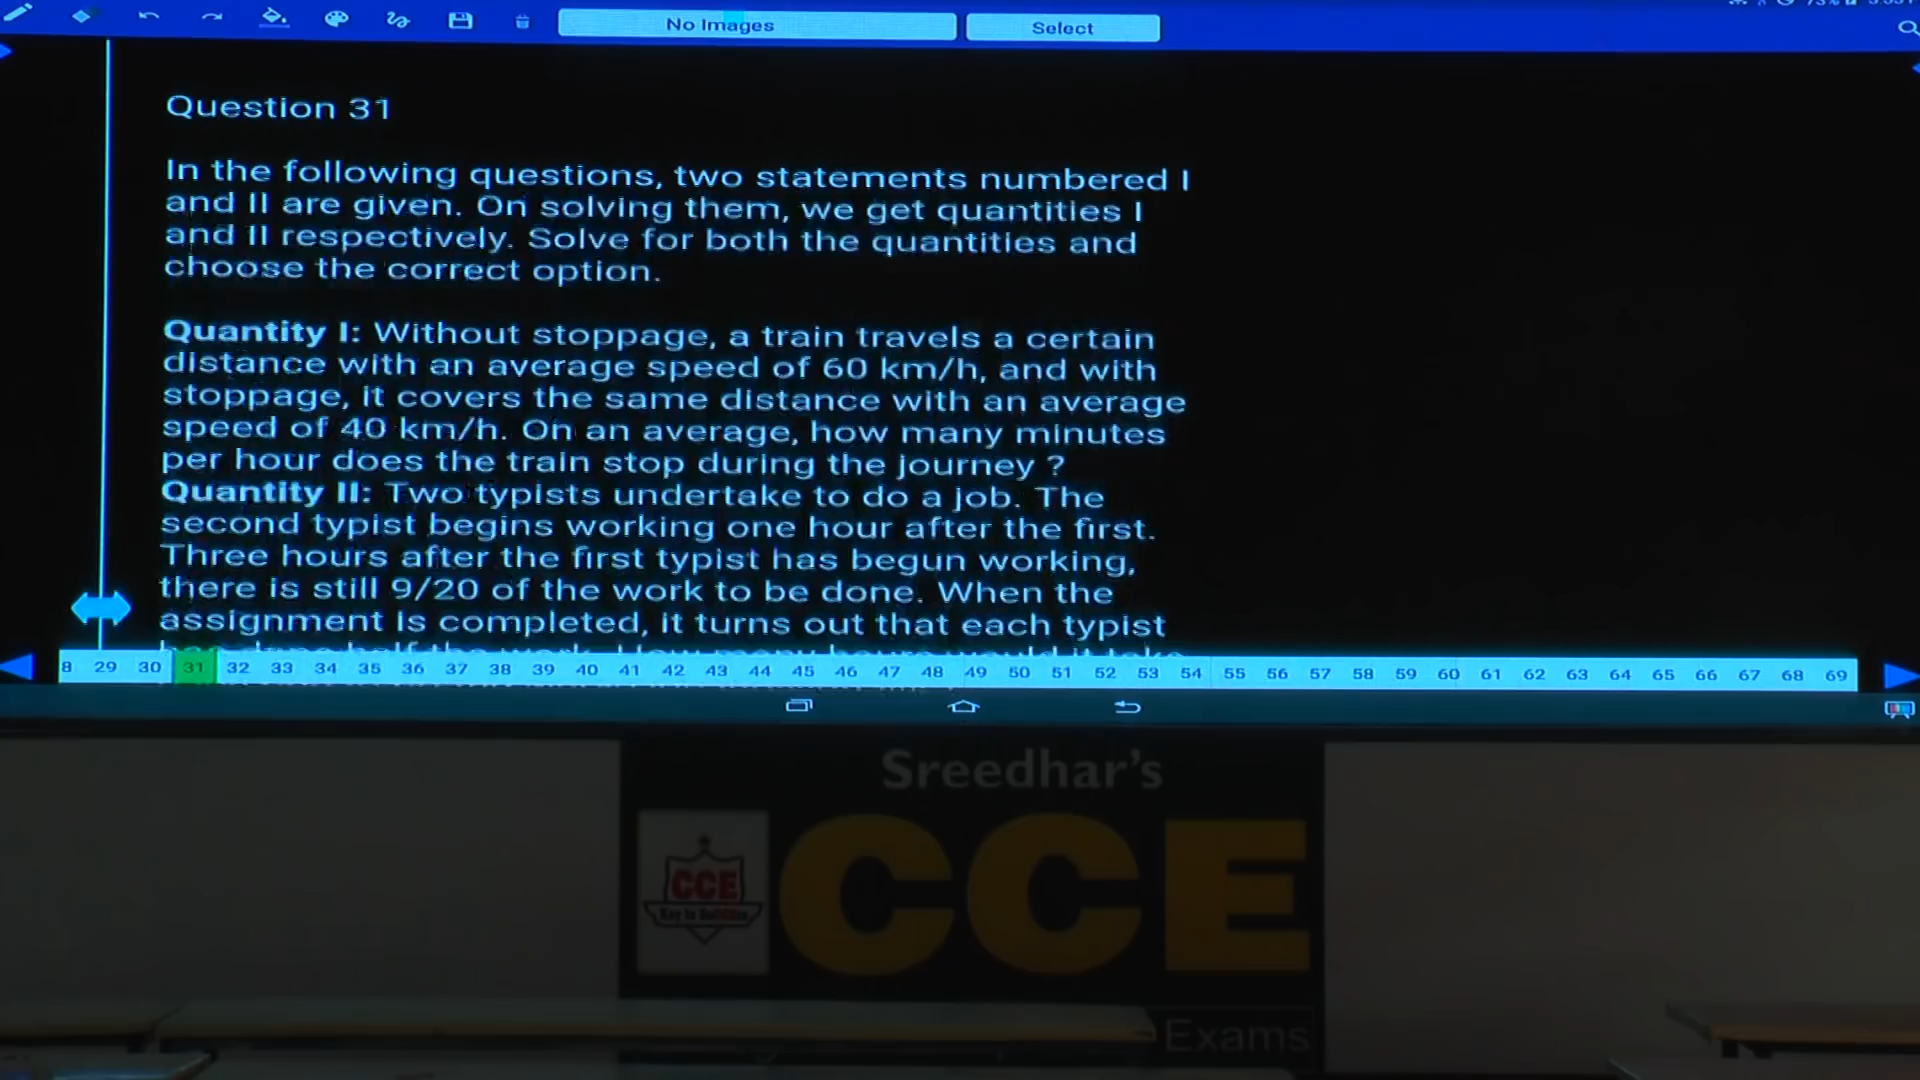 No Images
Select
Question 31
In the following questions, two statements numbered I
and II are given. On solving them, we get quantities I
and II respectively. Solve for both the quantities and
choose the correct option.
Quantity I: Without stoppage, a train travels a certain
distance with an average speed of 60 km/h, and with
stoppage, it covers the same distance with an average
speed of 40 km/h. On an average, how many minutes
per hour does the train stop during the journey ?
Quantity II: Two typists undertake to do a job. The
second typist begins working one hour after the first.
Three hours after the first typist has begun working,
there is still 9/20 of the work to be done. When the
assignment is completed, it turns out that each typist
half the work. How many hours would it take
8 29 30 31 32 33 34 35 36 37 38 39 40 41 42 43 44 45 46 47 48 49 50 51 52 53 54 55 56 57 58 59 60 61 62 63 64 65 66 67 68 69
Sreedhar's
CCE
CCE
Exams